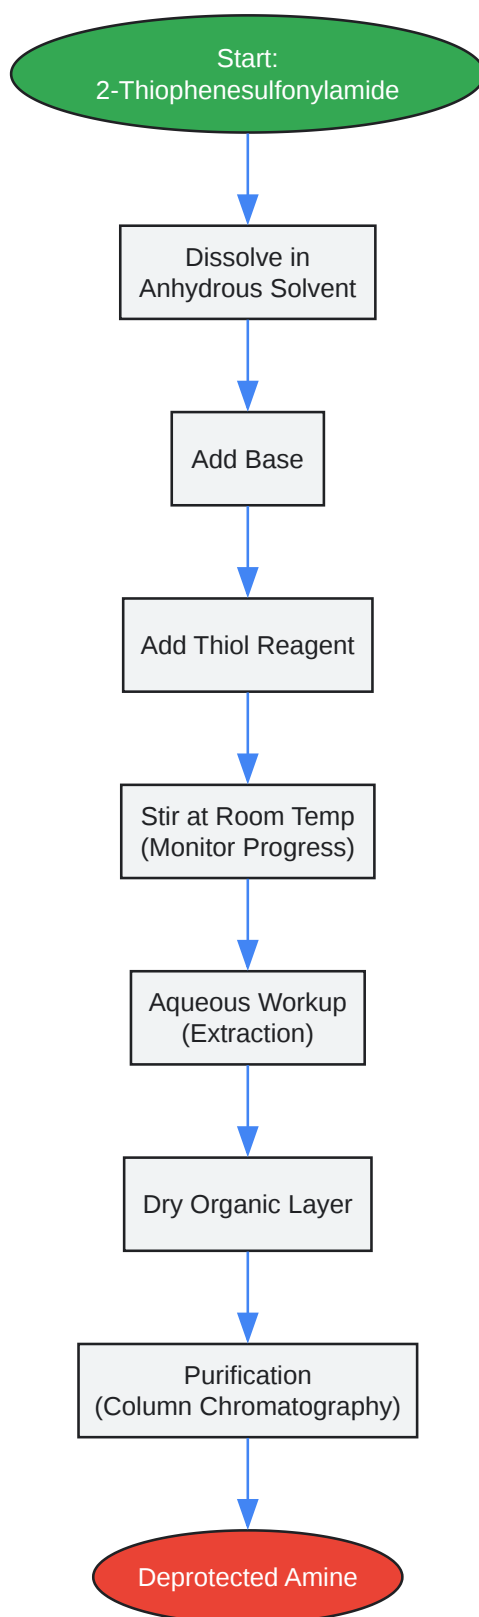 Start:
2-Thiophenesulfonylamide
Dissolve in
Anhydrous Solvent
Add Base
Add Thiol Reagent
Stir at Room Temp
(Monitor Progress)
Aqueous Workup
(Extraction)
Dry Organic Layer
Purification
(Column Chromatography)
Deprotected Amine